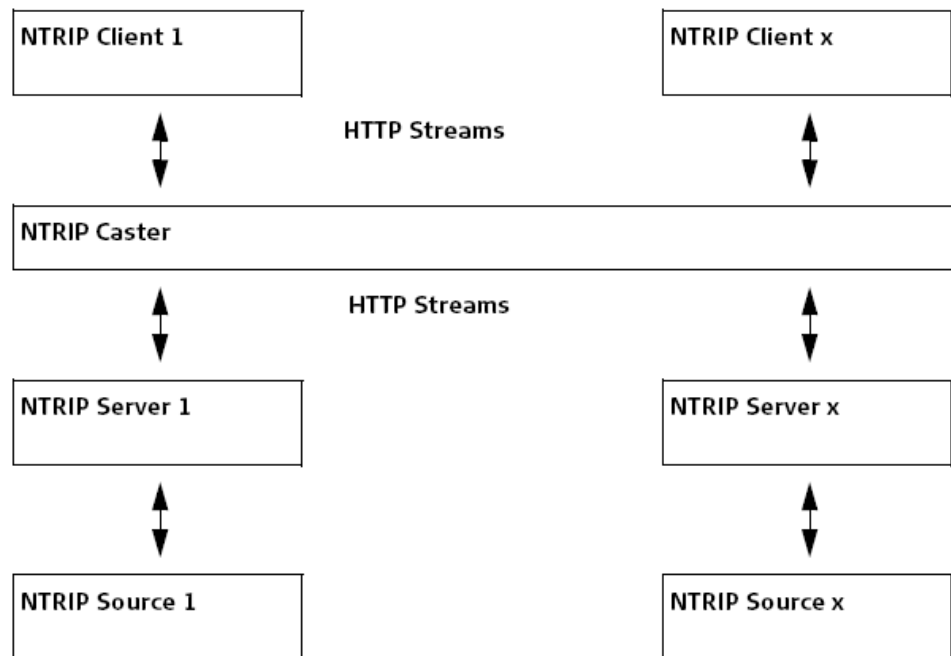 NTRIP Client 1
NTRIP Client x
HTTP Streams
NTRIP Caster
HTTP Streams
NTRIP Server 1
NTRIP Server x
NTRIP Source 1
NTRIP Source x